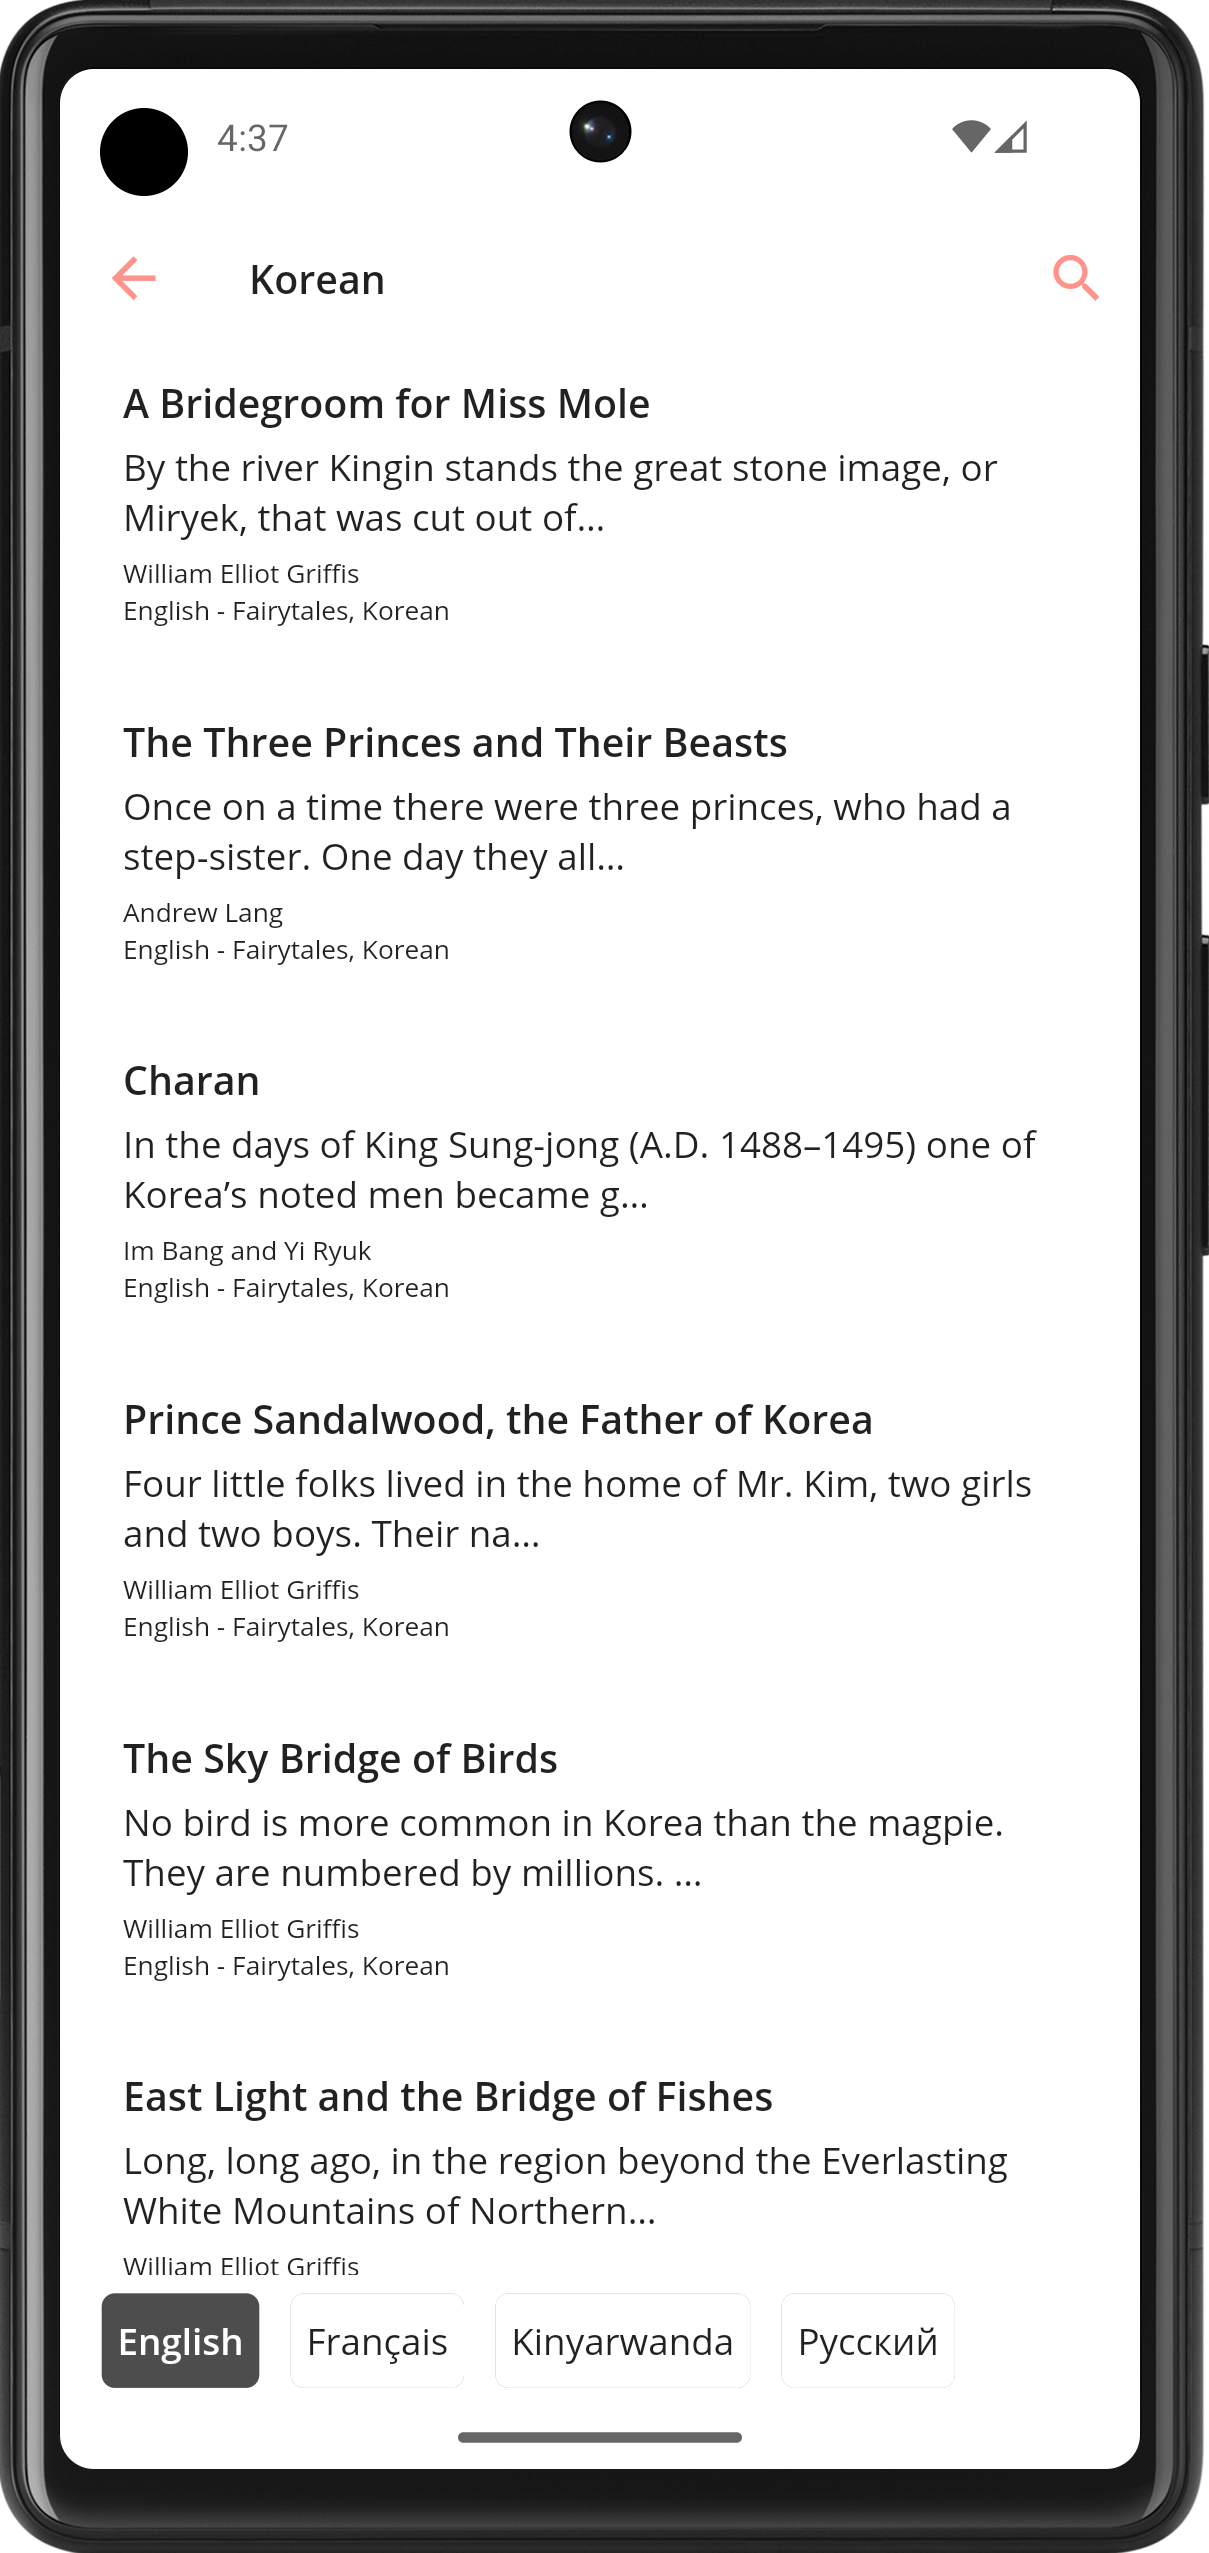 4:37
Korean
A Bridegroom for Miss Mole
By the river Kingin stands the great stone image, or
Miryek, that was cut out of...
William Elliot Griffis
English - Fairytales, Korean
The Three Princes and Their Beasts
Once on a time there were three princes, who had a
step-sister. One day they all...
Andrew Lang
English - Fairytales, Korean
Charan
In the days of King Sung-jong (A.D. 1488–1495) one of
Korea’s noted men became g...
Im Bang and Yi Ryuk
English - Fairytales, Korean
Prince Sandalwood, the Father of Korea
Four little folks lived in the home of Mr. Kim, two girls
and two boys. Their na...
William Elliot Griffis
English - Fairytales, Korean
The Sky Bridge of Birds
No bird is more common in Korea than the magpie.
They are numbered by millions. ...
William Elliot Griffis
English - Fairytales, Korean
East Light and the Bridge of Fishes
Long, long ago, in the region beyond the Everlasting
White Mountains of Northern...
William Elliot Griffis
English Français Kinyarwanda Русский